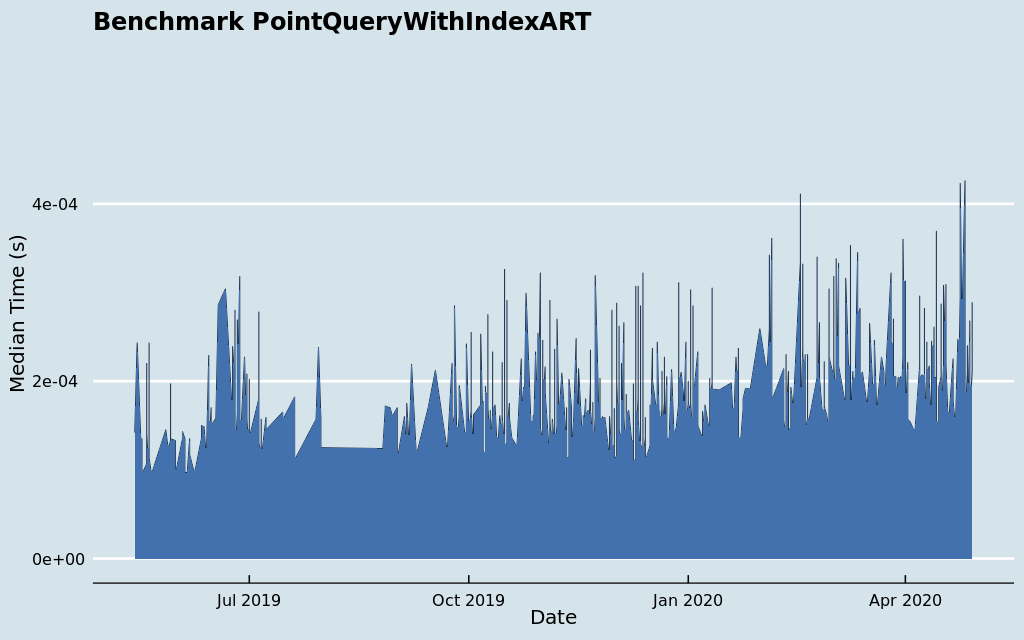 Benchmark PointQueryWithIndexART
Median Time (s)
4e-04
2e-04
0e+00
Jul 2019
Oct 2019
Jan 2020
Apr 2020
Date